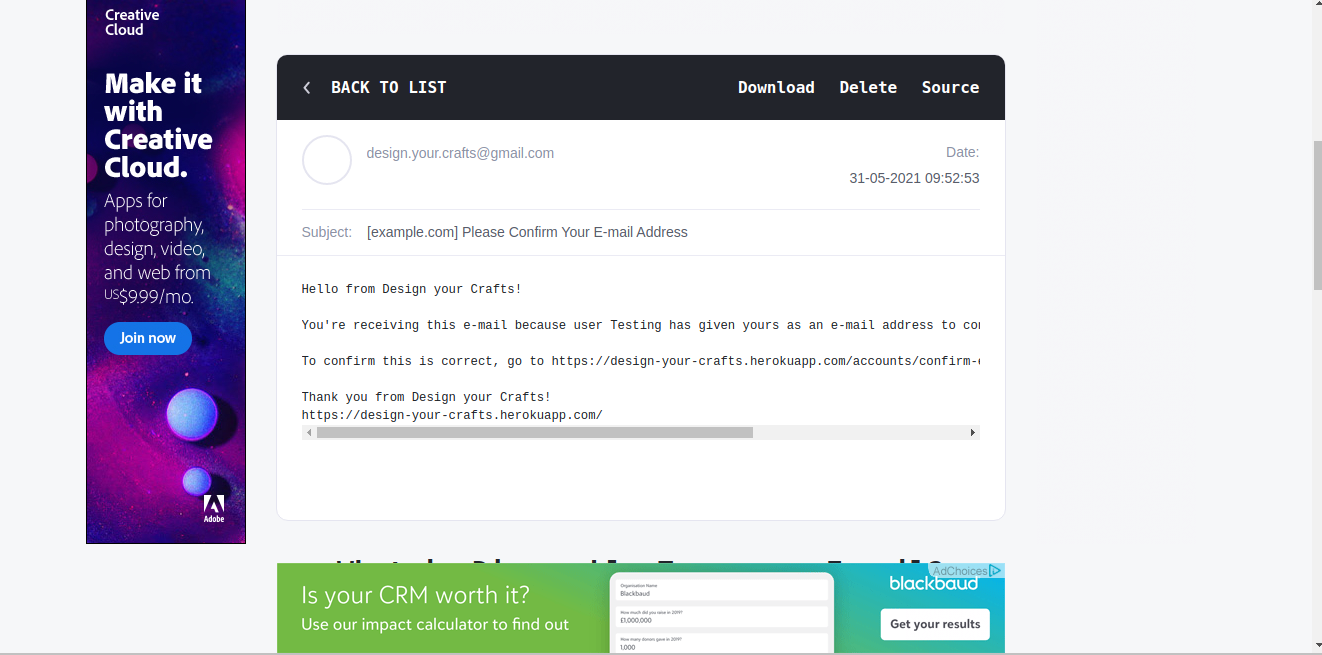 Creative
Cloud
Make it
with
Creative
Cloud.
Apps for
photography,
design, video,
and web from
US$9.99/mo.
Join now
Adobe
BACK TO LIST
Download
Delete
Source
design.your.crafts@gmail.com
Date:
31-05-2021 09:52:53
Subject: [example.com] Please Confirm Your E-mail Address
Hello from Design your Crafts!
You're receiving this e-mail because user Testing has given yours as an e-mail address to
To confirm this is correct, go to https://design-your-crafts.herokuapp.com/accounts/confirm-
Thank you from Design your Crafts!
https://design-your-crafts.herokuapp.com/
Is your CRM worth it?
Use our impact calculator to find out
Organisation Name
Blackbaud
How much did you raise in 2019?
£1,000,000
How many donors gave in 2019?
1,000
AdChoices
blackbaud
Get your results